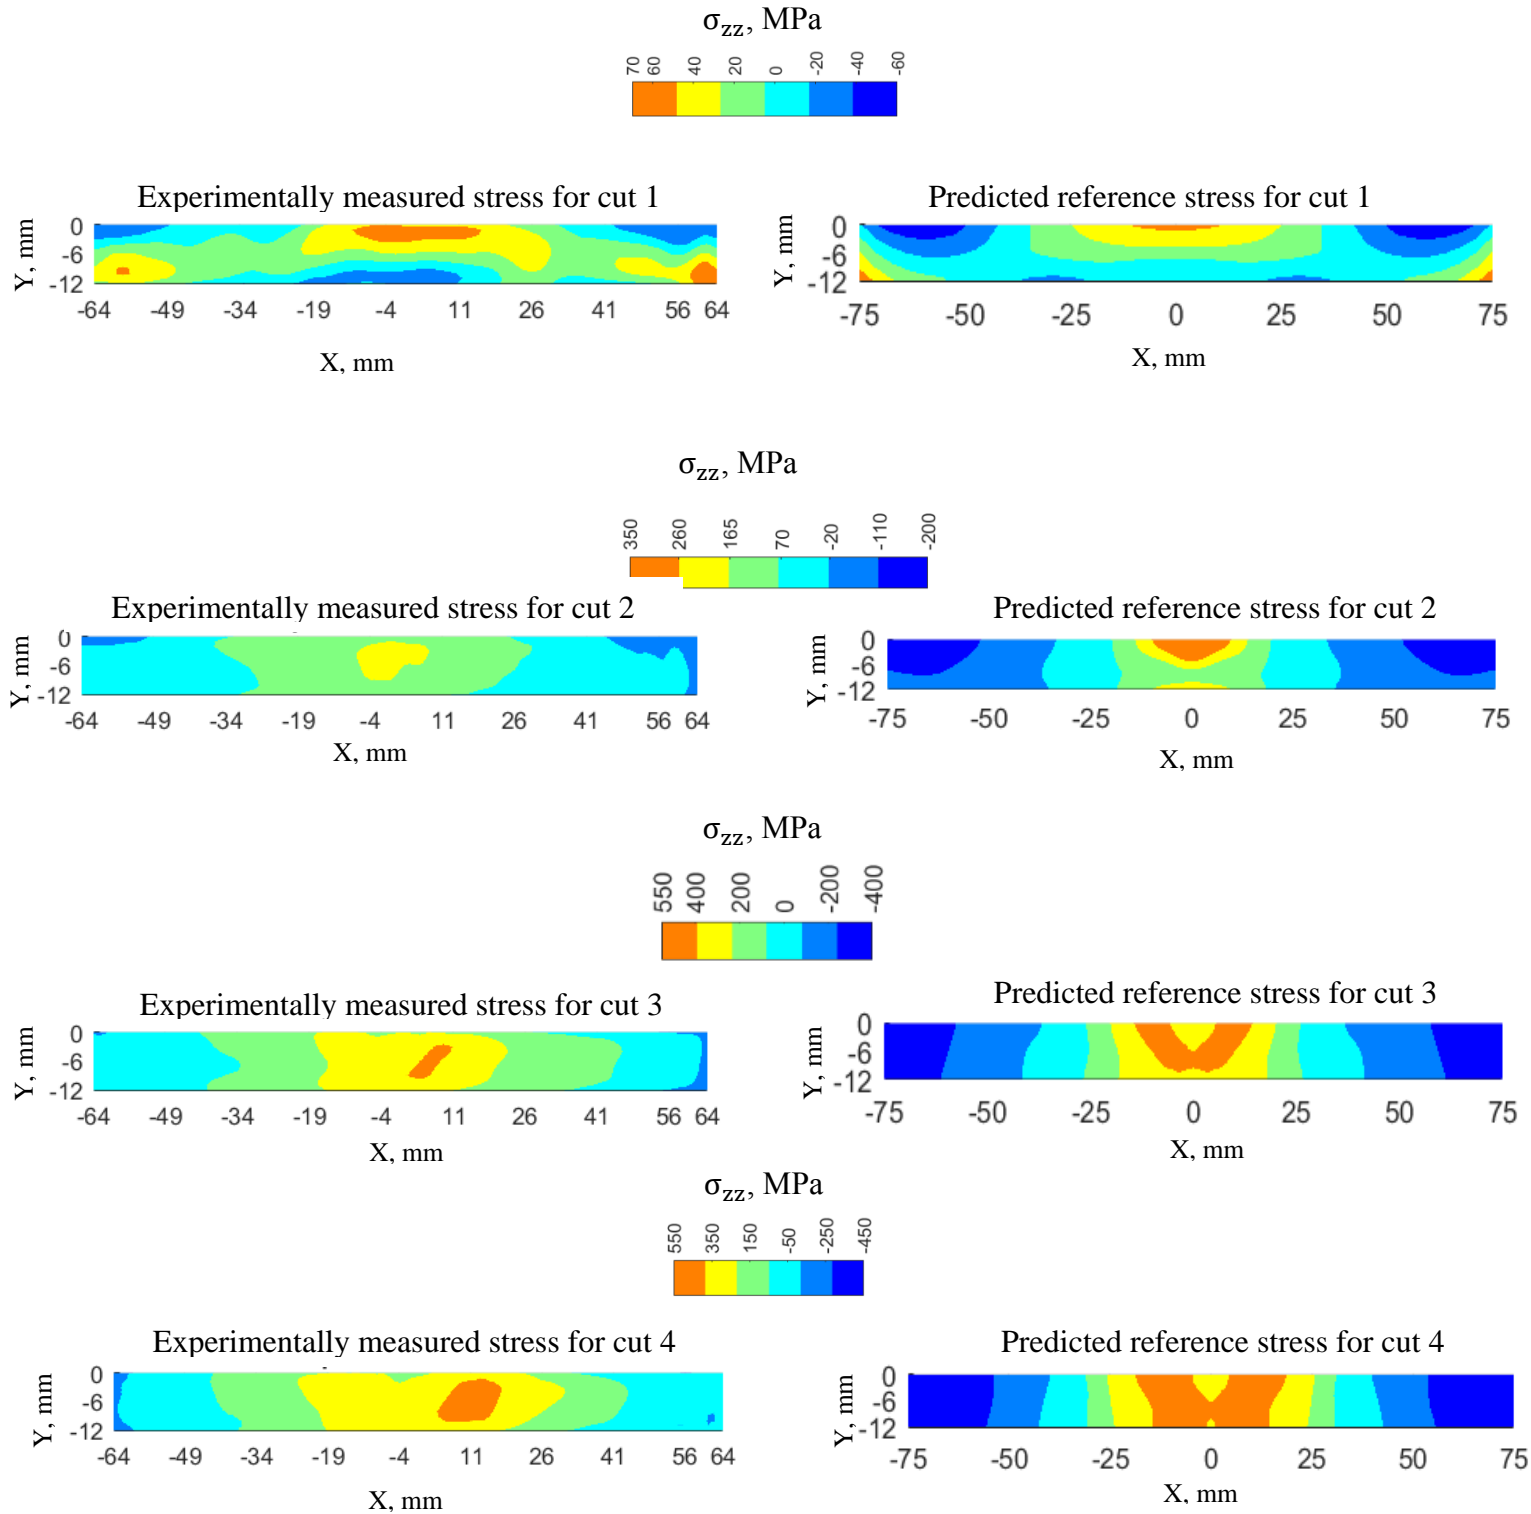 σzz, MPa
70 60 40 20 0 -20 -40 -60
Experimentally measured stress for cut 1
Predicted reference stress for cut 1
Y, mm
0
-6
-12
-64 -49 -34 -19 -4 11 26 41 56 64
X, mm
Y, mm
0
-6
-12
-75 -50 -25 0 25 50 75
X, mm
σzz, MPa
350 260 165 70 -20 -110 -200
Experimentally measured stress for cut 2
Predicted reference stress for cut 2
Y, mm
0
-6
-12
-64 -49 -34 -19 -4 11 26 41 56 64
X, mm
Y, mm
0
-6
-12
-75 -50 -25 0 25 50 75
X, mm
σzz, MPa
550 400 200 0 -200 -400
Experimentally measured stress for cut 3
Predicted reference stress for cut 3
Y, mm
0
-6
-12
-64 -49 -34 -19 -4 11 26 41 56 64
X, mm
Y, mm
0
-6
-12
-75 -50 -25 0 25 50 75
X, mm
σzz, MPa
550 350 150 -50 -250 -450
Experimentally measured stress for cut 4
Predicted reference stress for cut 4
Y, mm
0
-6
-12
-64 -49 -34 -19 -4 11 26 41 56 64
X, mm
Y, mm
0
-6
-12
-75 -50 -25 0 25 50 75
X, mm